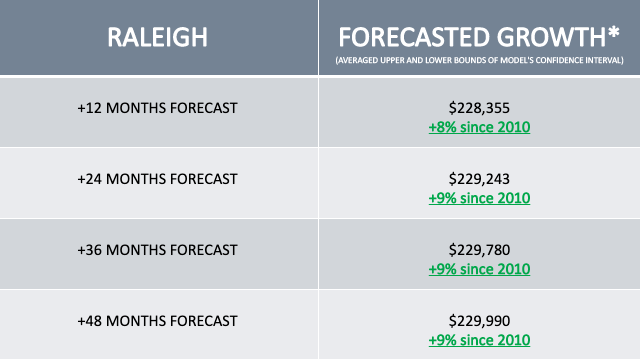 RALEIGH
FORECASTED GROWTH*
(AVERAGED UPPER AND LOWER BOUNDS OF MODEL'S CONFIDENCE INTERVAL)
+12 MONTHS FORECAST
$228,355
+8% since 2010
+24 MONTHS FORECAST
$229,243
+9% since 2010
+36 MONTHS FORECAST
$229,780
+9% since 2010
+48 MONTHS FORECAST
$229,990
+9% since 2010